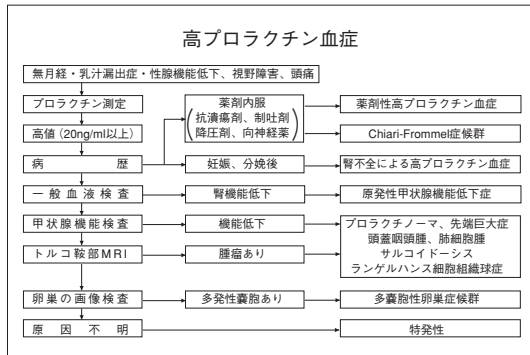 高プロラクチン血症
無月経・乳汁漏出症・性腺機能低下、視野障害、頭痛
プロラクチン測定
薬剤内服
抗潰瘍剤、制吐剤
降圧剤、向神経薬
薬剤性高プロラクチン血症
高値(20ng/ml以上)
Chiari-Frommel症候群
病歴
妊娠、分娩後
腎不全による高プロラクチン血症
一般血液検査
腎機能低下
原発性甲状腺機能低下症
甲状腺機能検査
機能低下
プロラクチノーマ、先端巨大症
頭蓋咽頭腫、肺細胞腫
サルコイドーシス
ランゲルハンス細胞組織球症
トルコ鞍部MRI
腫瘤あり
卵巣の画像検査
多発性嚢胞あり
多嚢胞性卵巣症候群
原因不明
特発性